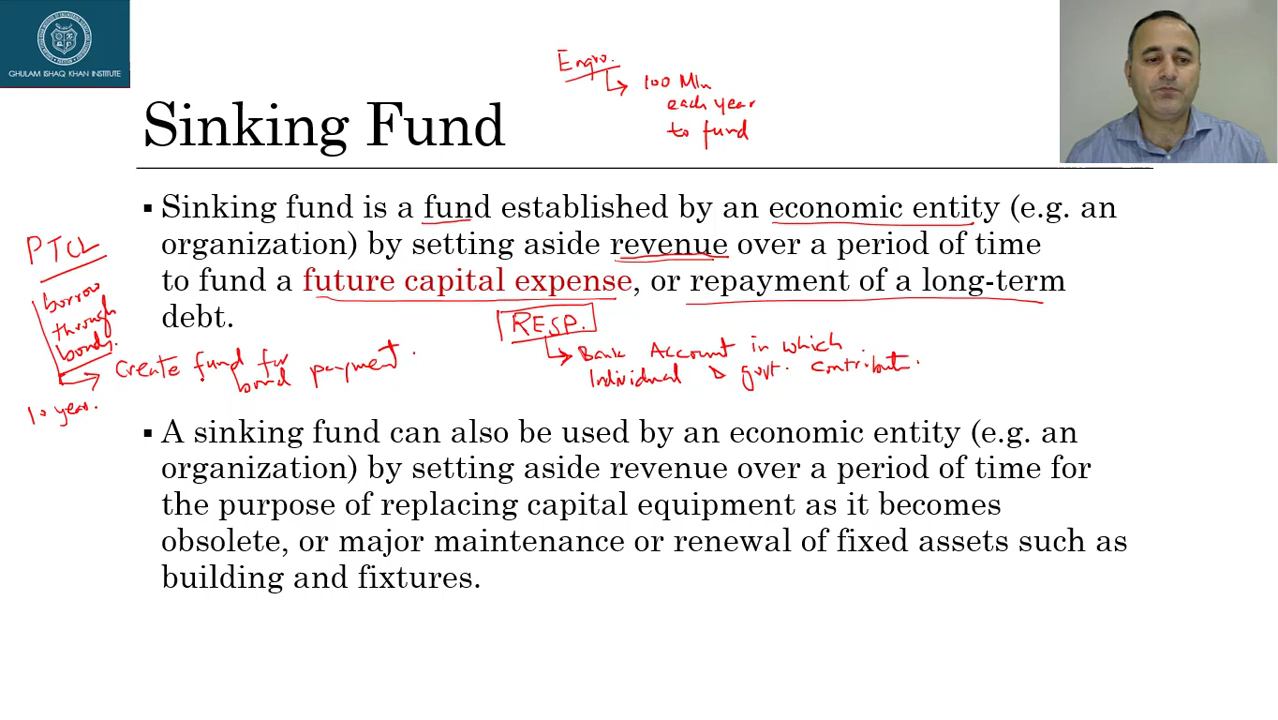 GHULAM ISHAQ KHAN INSTITUTE
Engro.
100 Mln
each year
to fund
Sinking Fund
▪ Sinking fund is a fund established by an economic entity (e.g. an
organization) by setting aside revenue over a period of time
to fund a future capital expense, or repayment of a long-term
debt.
PTCL
borrow
through
bonds.
10 year.
Create fund for
bond payment.
RESP.
Bank Account in which
Individual & govt. contribut.
▪ A sinking fund can also be used by an economic entity (e.g. an
organization) by setting aside revenue over a period of time for
the purpose of replacing capital equipment as it becomes
obsolete, or major maintenance or renewal of fixed assets such as
building and fixtures.